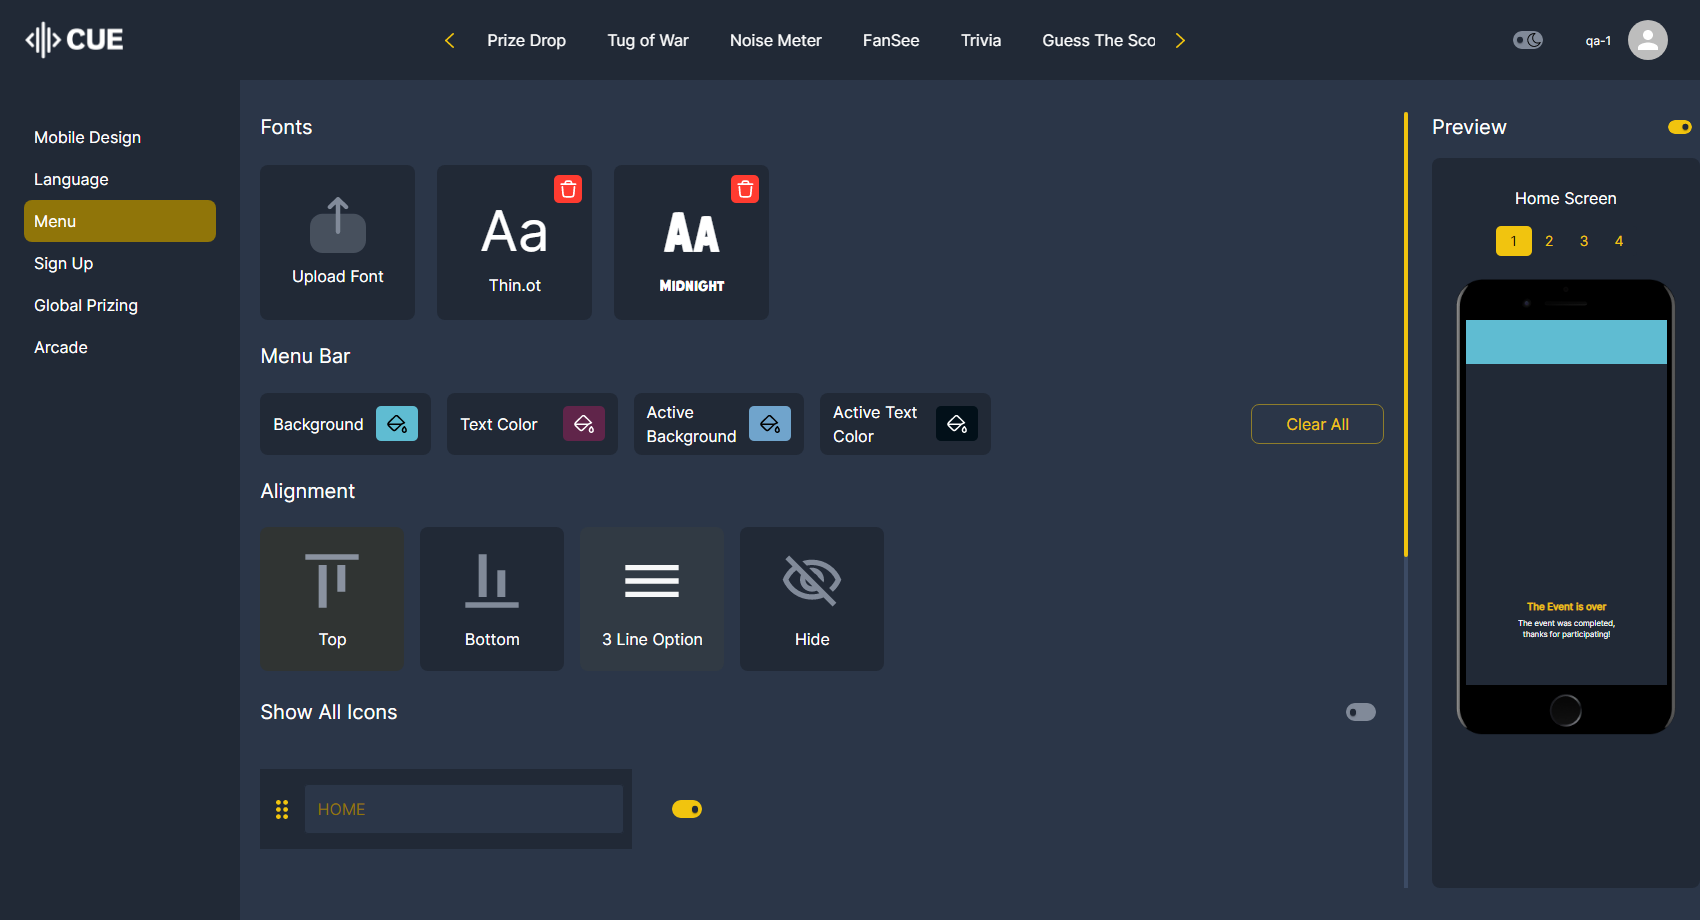 CUE
Prize Drop
Tug of War
Noise Meter
FanSee
Trivia
Guess The Sco
qa-1
Mobile Design
Language
Menu
Sign Up
Global Prizing
Arcade
Fonts
Upload Font
Aa
Thin.ot
Aa
Midnight
Menu Bar
Background
Text Color
Active
Background
Active Text
Color
Clear All
Alignment
Top
Bottom
3 Line Option
Hide
Show All Icons
HOME
Preview
Home Screen
1 2 3 4
The Event is over
The event was completed,
thanks for participating!